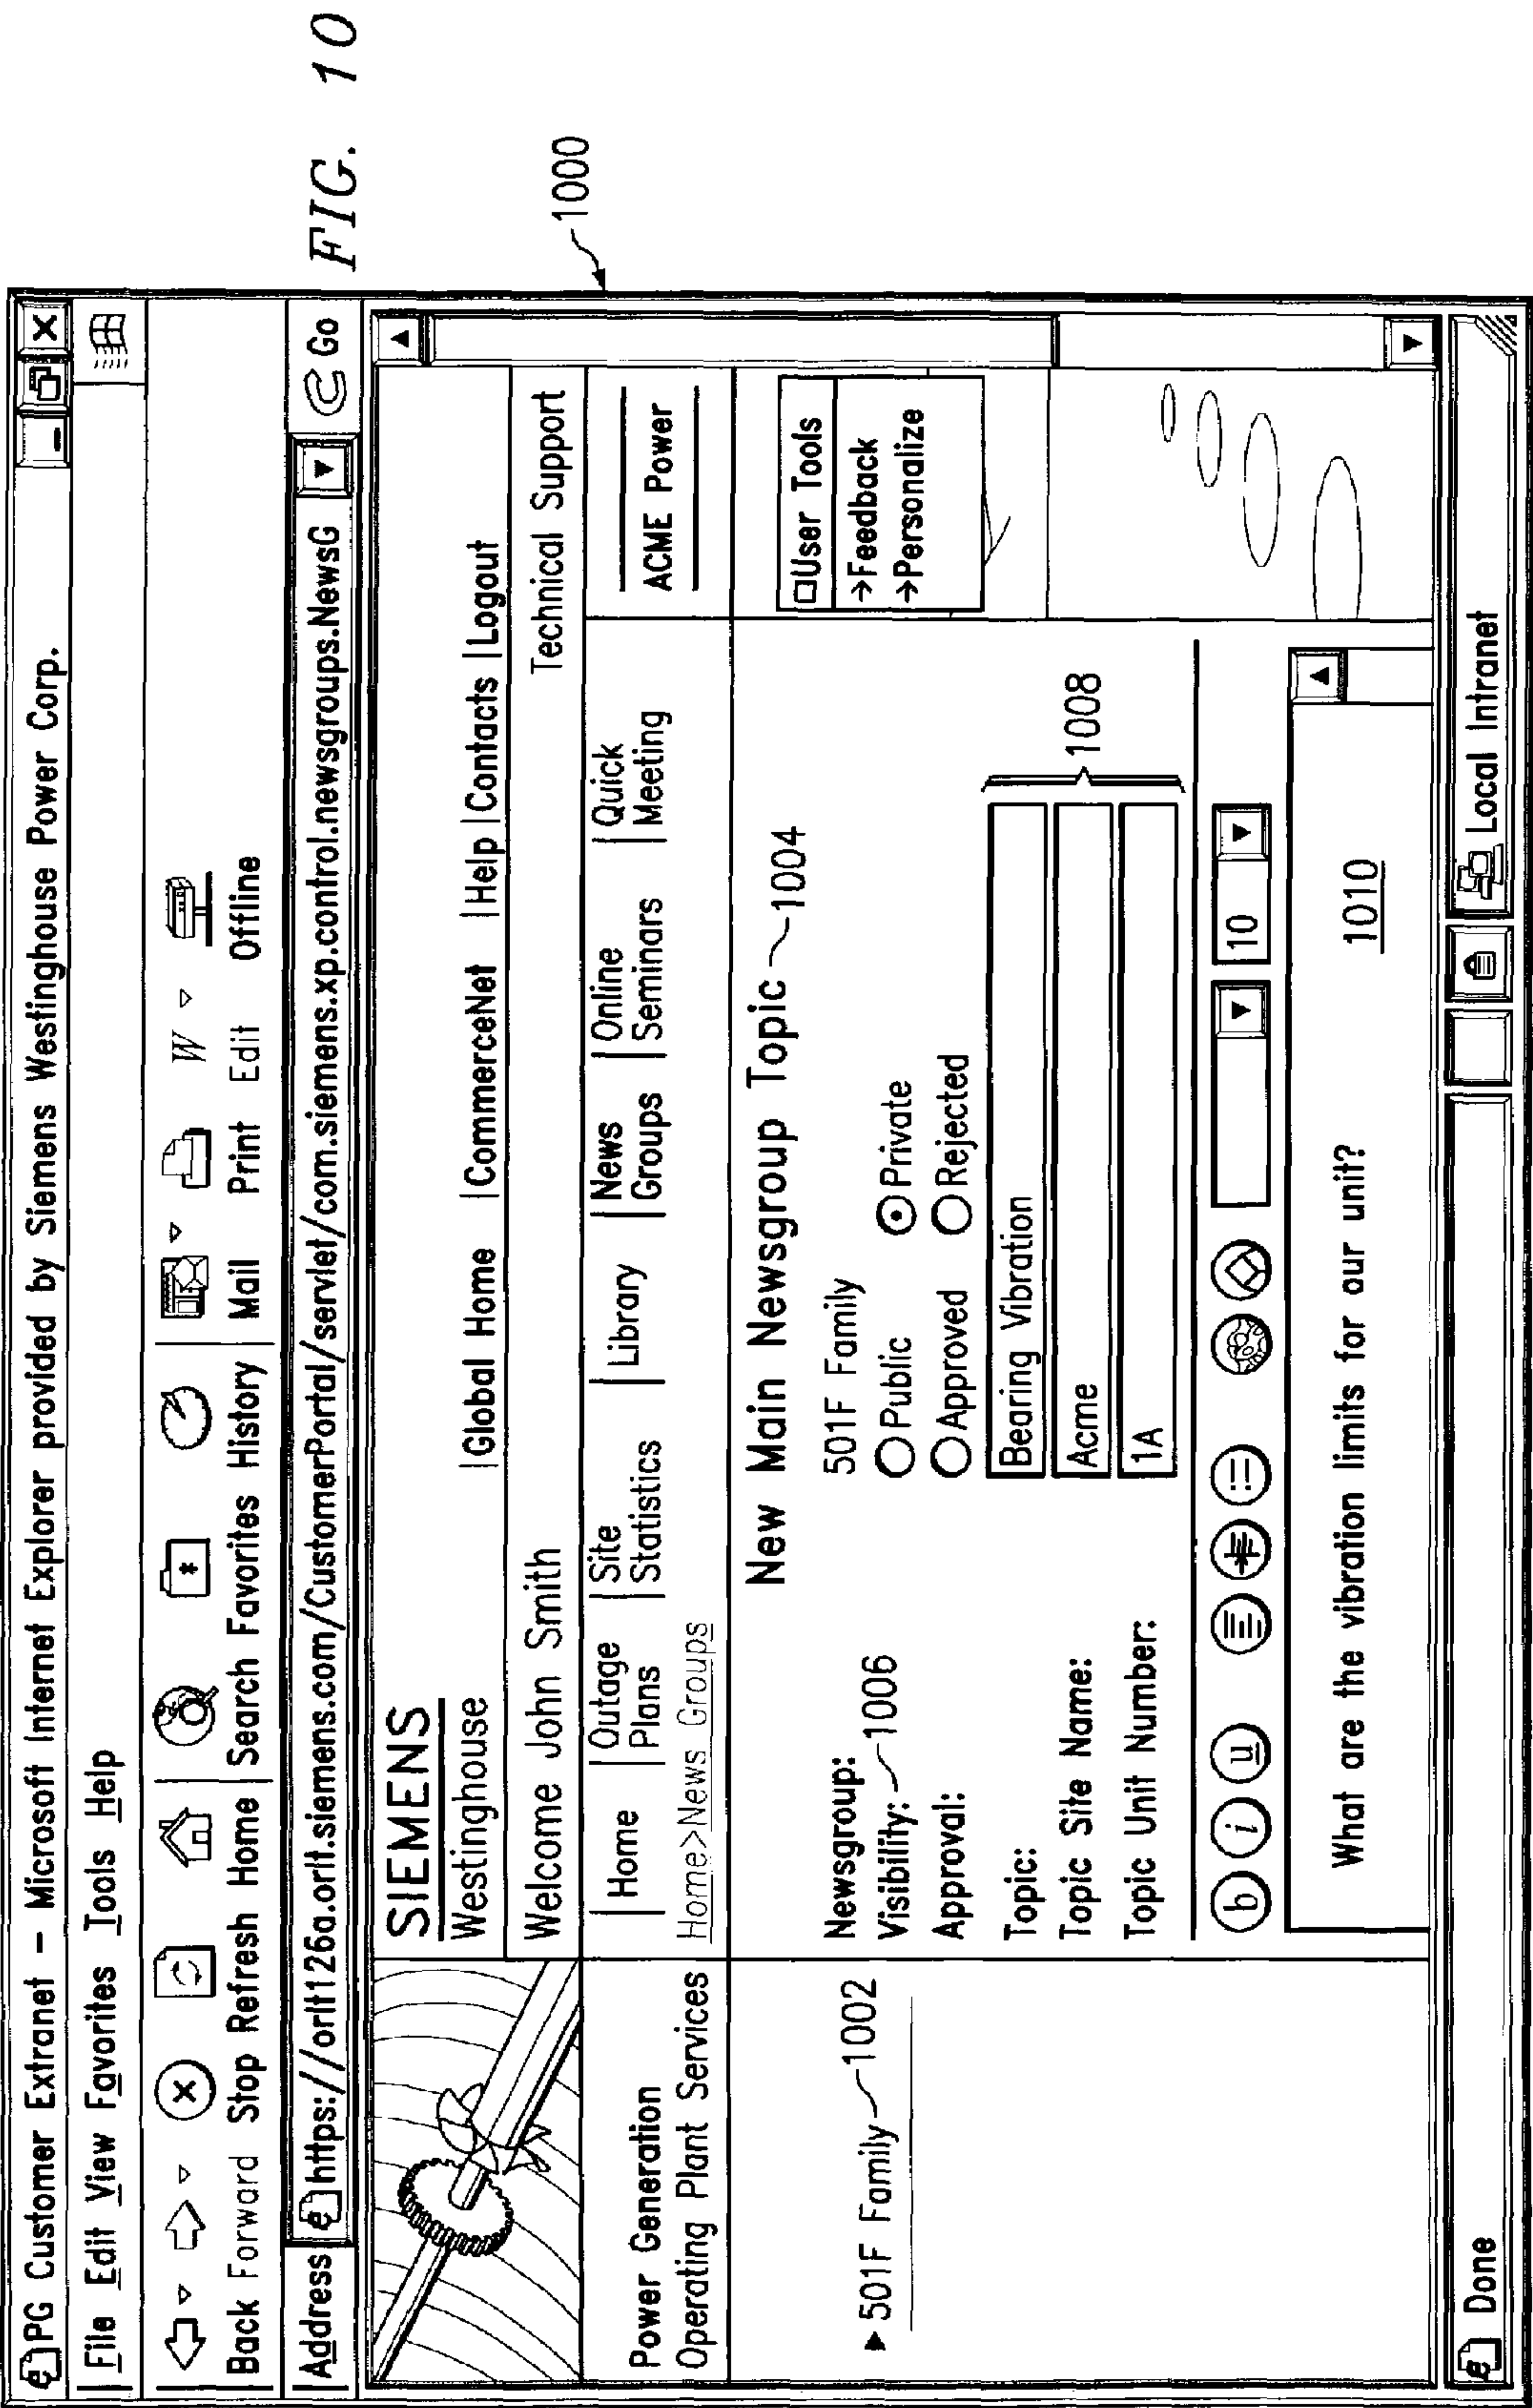 FIG. 10
1000
PG Customer Extranet – Microsoft Internet Explorer provided by Siemens Westinghouse Power Corp.
File Edit View Favorites Tools Help
W
Back Forward Stop Refresh Home Search Favorites History Mail Print Edit Offline
Address https://orlt126a.orlt.siemens.com/CustomerPortal/servlet/com.siemens.xp.control.newsgroups.NewsG Go
SIEMENS
Westinghouse
|Global Home |CommerceNet |Help |Contacts |Logout
Welcome John Smith Technical Support
Power Generation
Operating Plant Services
|Home |Outage Plans |Site Statistics |Library |News Groups |Online Seminars |Quick Meeting
ACME Power
Home>News Groups
New Main Newsgroup Topic 1004
User Tools
→Feedback
→Personalize
501F Family 1002
Newsgroup: 501F Family
Visibility: 1006 Public Private
Approval: Approved Rejected
Topic: Bearing Vibration
Topic Site Name: Acme
Topic Unit Number: 1A
1008
b i u 10
What are the vibration limits for our unit?
1010
Done Local Intranet